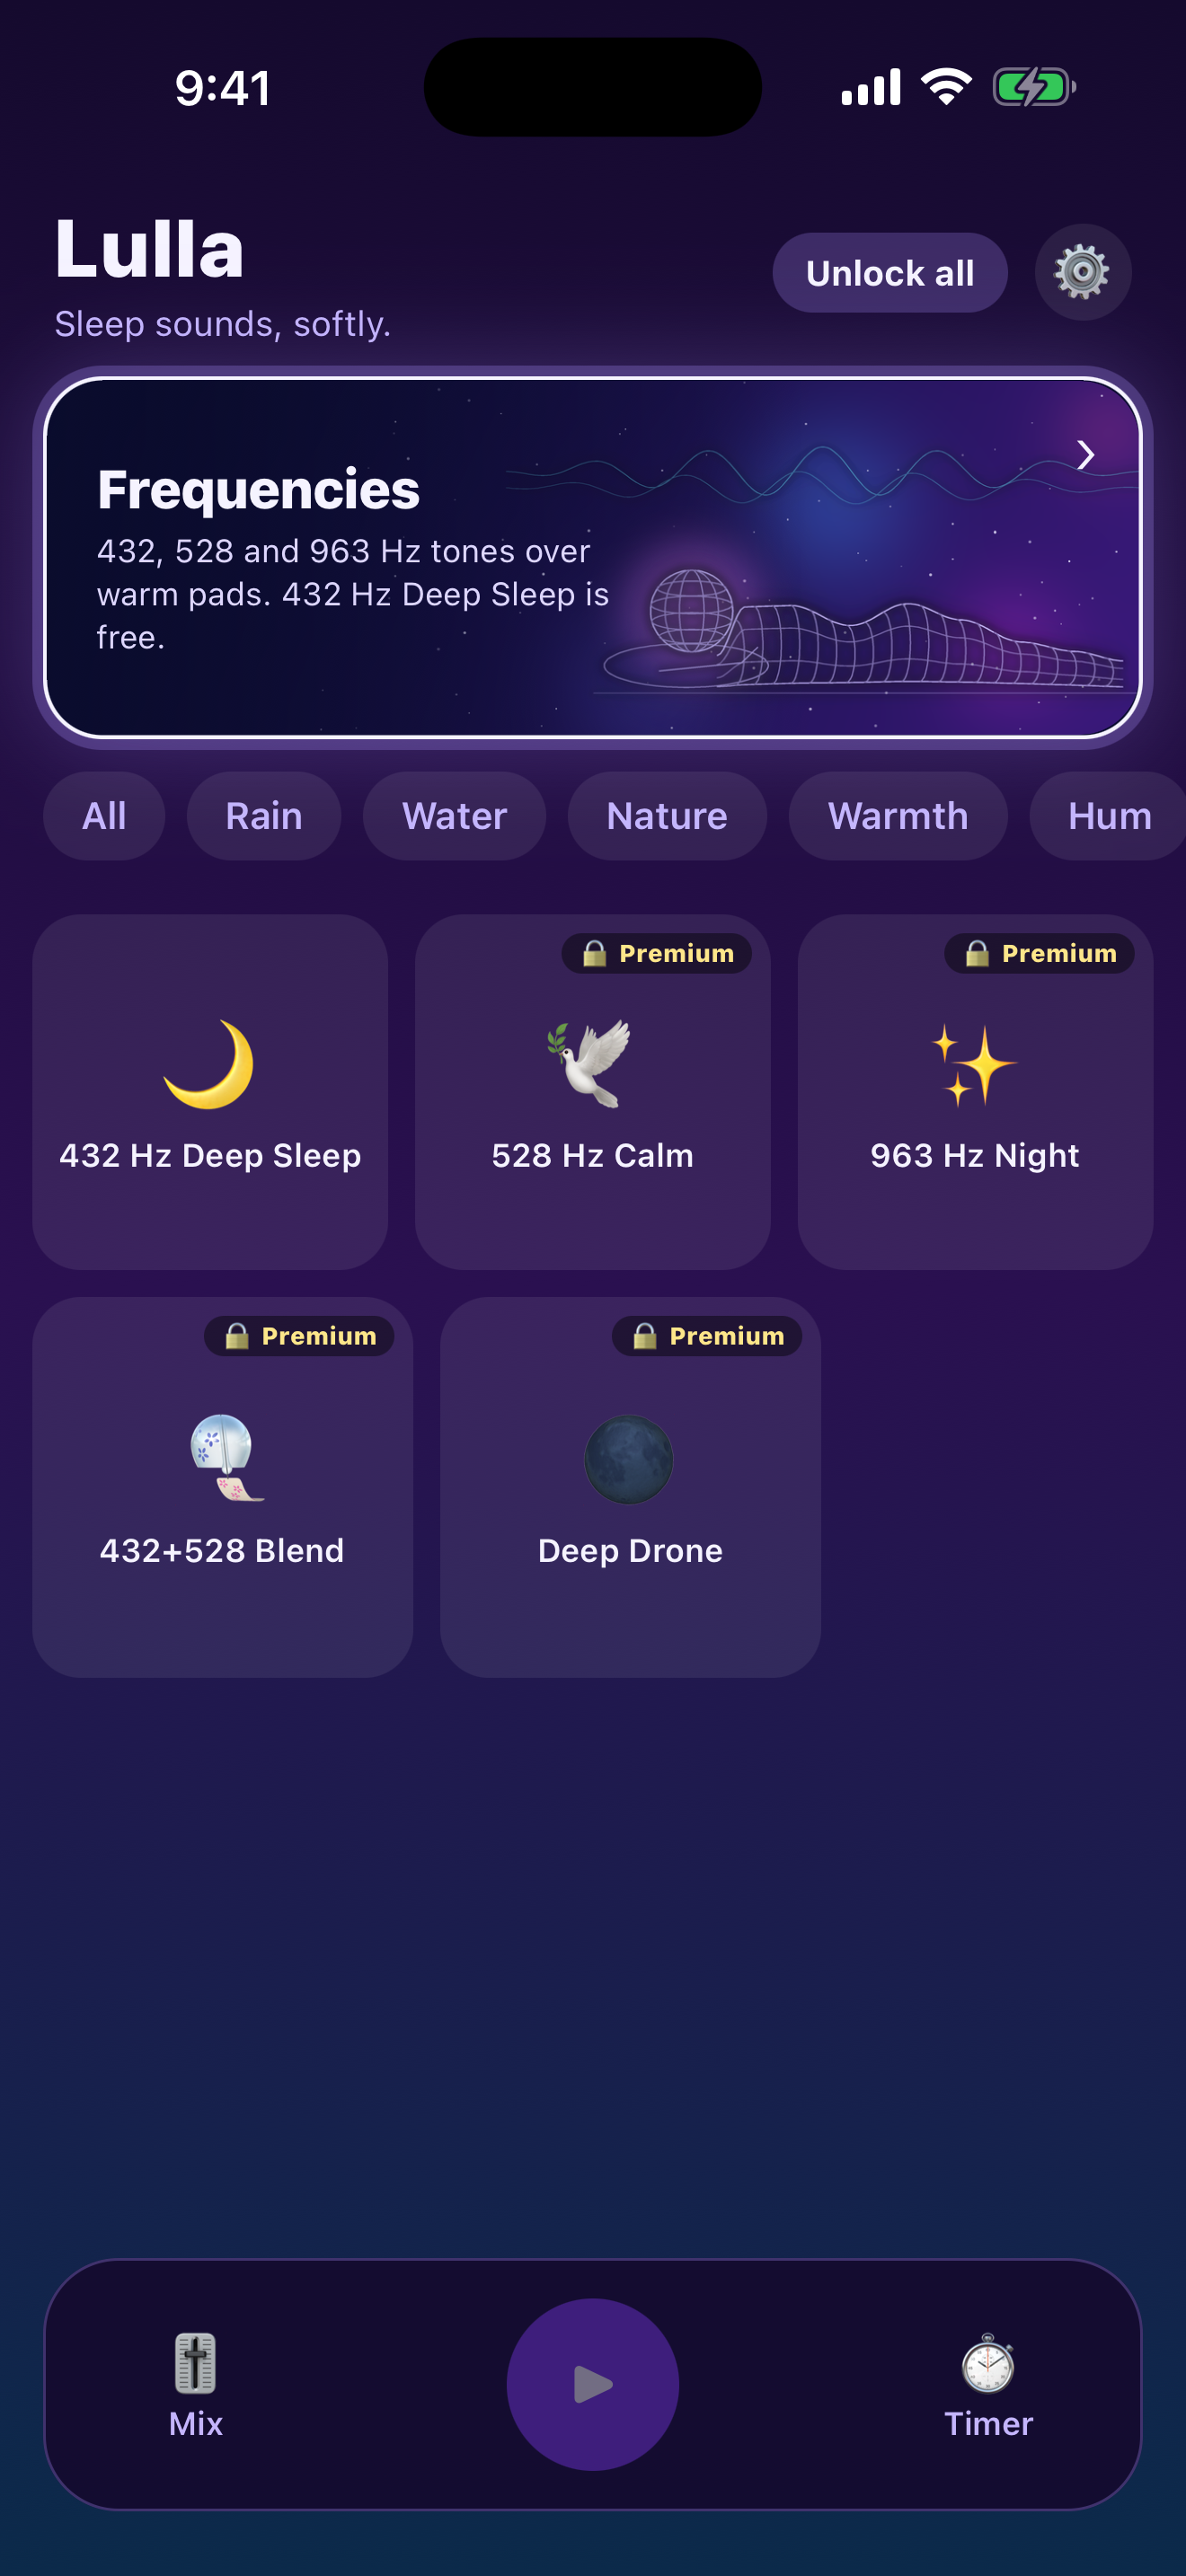 9:41
Lulla
Sleep sounds, softly.
Unlock all
Frequencies
432, 528 and 963 Hz tones over
warm pads. 432 Hz Deep Sleep is
free.
All
Rain
Water
Nature
Warmth
Hum
Premium
Premium
432 Hz Deep Sleep
528 Hz Calm
963 Hz Night
Premium
Premium
432+528 Blend
Deep Drone
Mix
Timer